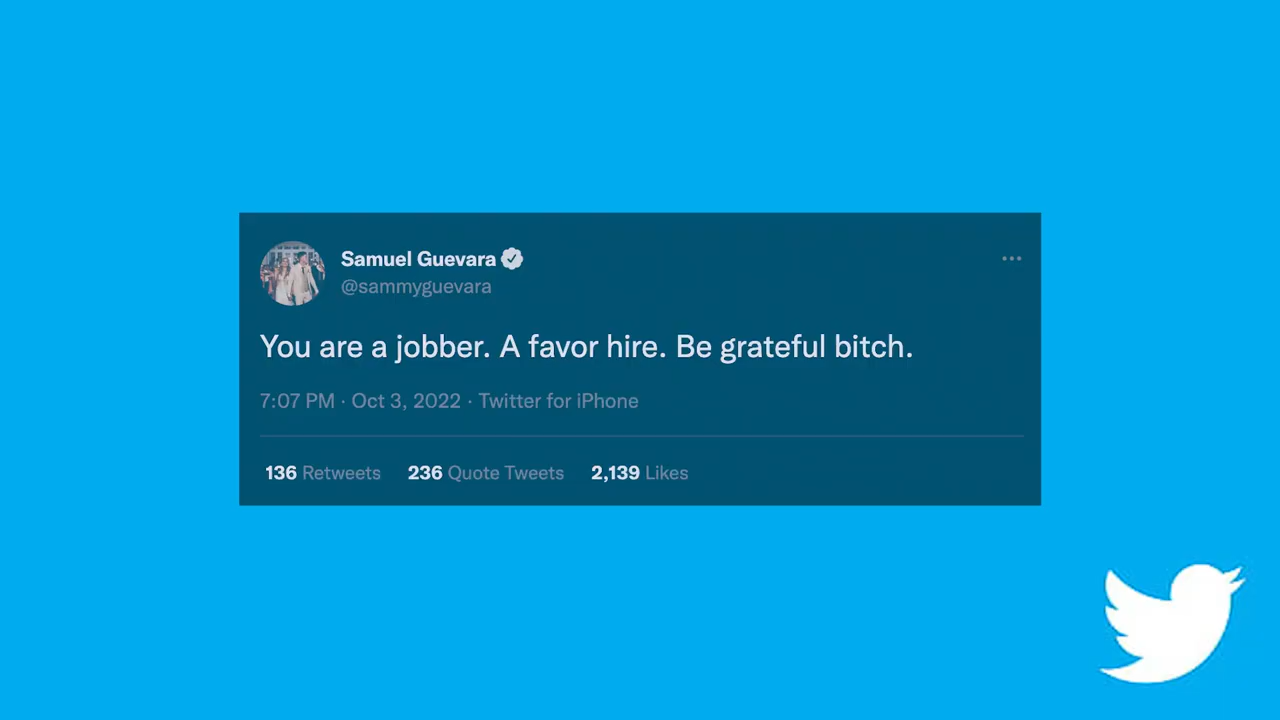 Samuel Guevara
@sammyguevara
You are a jobber. A favor hire. Be grateful bitch.
7:07 PM · Oct 3, 2022 · Twitter for iPhone
136 Retweets 236 Quote Tweets 2,139 Likes